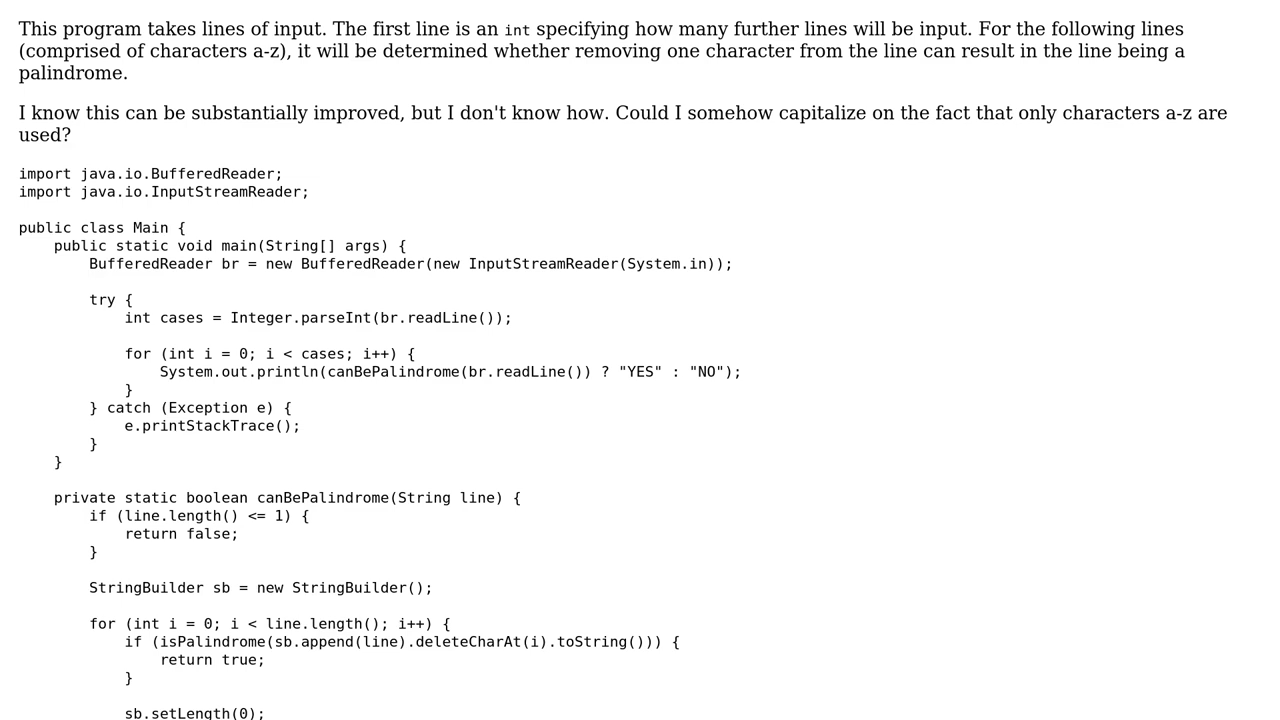 This program takes lines of input. The first line is an int specifying how many further lines will be input. For the following lines
(comprised of characters a-z), it will be determined whether removing one character from the line can result in the line being a
palindrome.
I know this can be substantially improved, but I don't know how. Could I somehow capitalize on the fact that only characters a-z are
used?
import java.io.BufferedReader;
import java.io.InputStreamReader;
public class Main {
    public static void main(String[] args) {
        BufferedReader br = new BufferedReader(new InputStreamReader(System.in));
        try {
            int cases = Integer.parseInt(br.readLine());
            for (int i = 0; i < cases; i++) {
                System.out.println(canBePalindrome(br.readLine()) ? "YES" : "NO");
            }
        } catch (Exception e) {
            e.printStackTrace();
        }
    }
    private static boolean canBePalindrome(String line) {
        if (line.length() <= 1) {
            return false;
        }
        StringBuilder sb = new StringBuilder();
        for (int i = 0; i < line.length(); i++) {
            if (isPalindrome(sb.append(line).deleteCharAt(i).toString())) {
                return true;
            }
            sb.setLength(0);